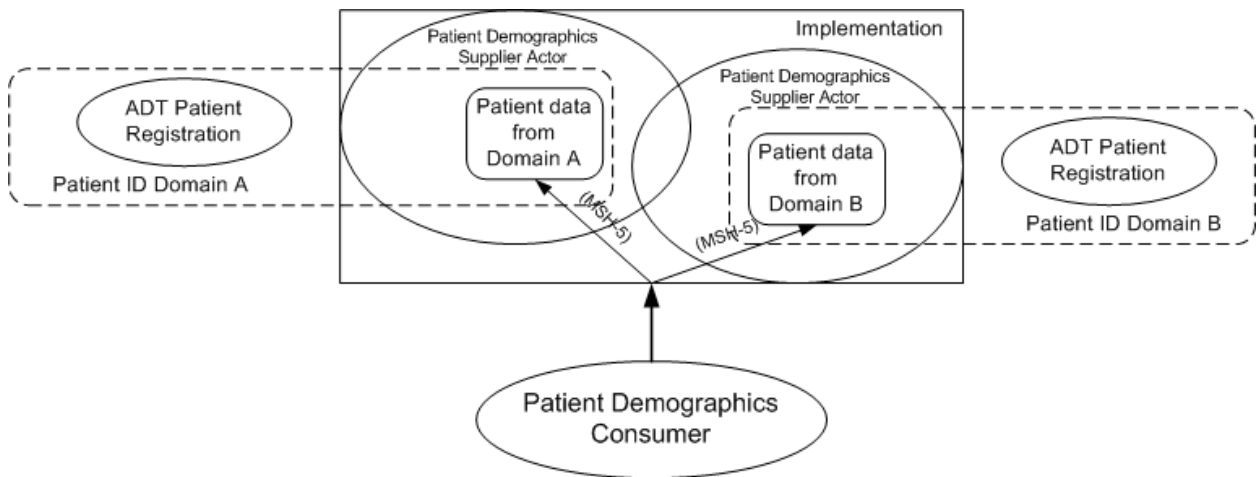 Implementation
Patient Demographics
Supplier Actor
Patient Demographics
Supplier Actor
ADT Patient
Registration
Patient ID Domain A
Patient data
from
Domain A
Patient data
from
Domain B
ADT Patient
Registration
Patient ID Domain B
(MSH-5)
(MSH-5)
Patient Demographics
Consumer